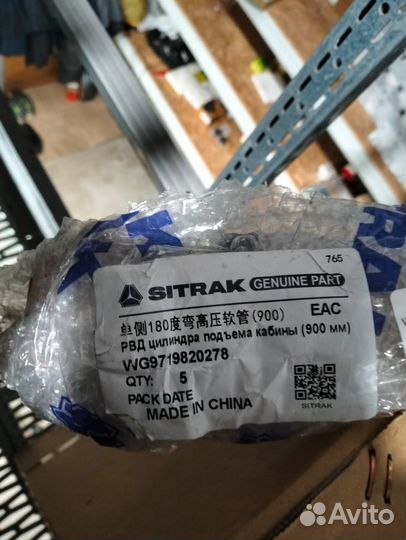 765
SITRAK GENUINE PART
单侧180度弯高压软管(900) EAC
РВД цилиндра подъема кабины (900 мм)
WG9719820278
QTY: 5
PACK DATE
MADE IN CHINA
SITRAK
Avito